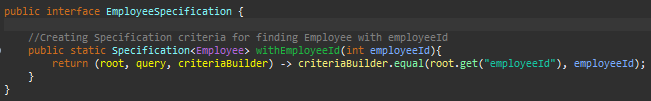 public interface EmployeeSpecification {
//Creating Specification criteria for finding Employee with employeeId
public static Specification<Employee> withEmployeeId(int employeeId){
return (root, query, criteriaBuilder) -> criteriaBuilder.equal(root.get("employeeId"), employeeId);
}
}